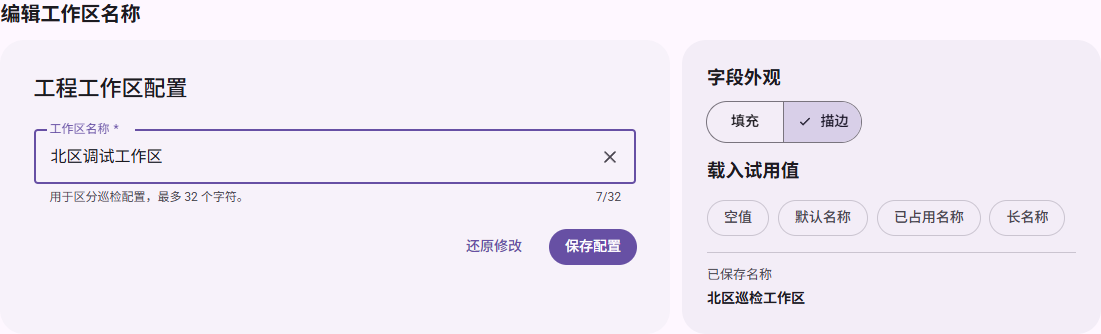 编辑工作区名称
工程工作区配置
工作区名称 *
北区调试工作区
用于区分巡检配置，最多 32 个字符。
7/32
还原修改
保存配置
字段外观
填充
描边
载入试用值
空值
默认名称
已占用名称
长名称
已保存名称
北区巡检工作区